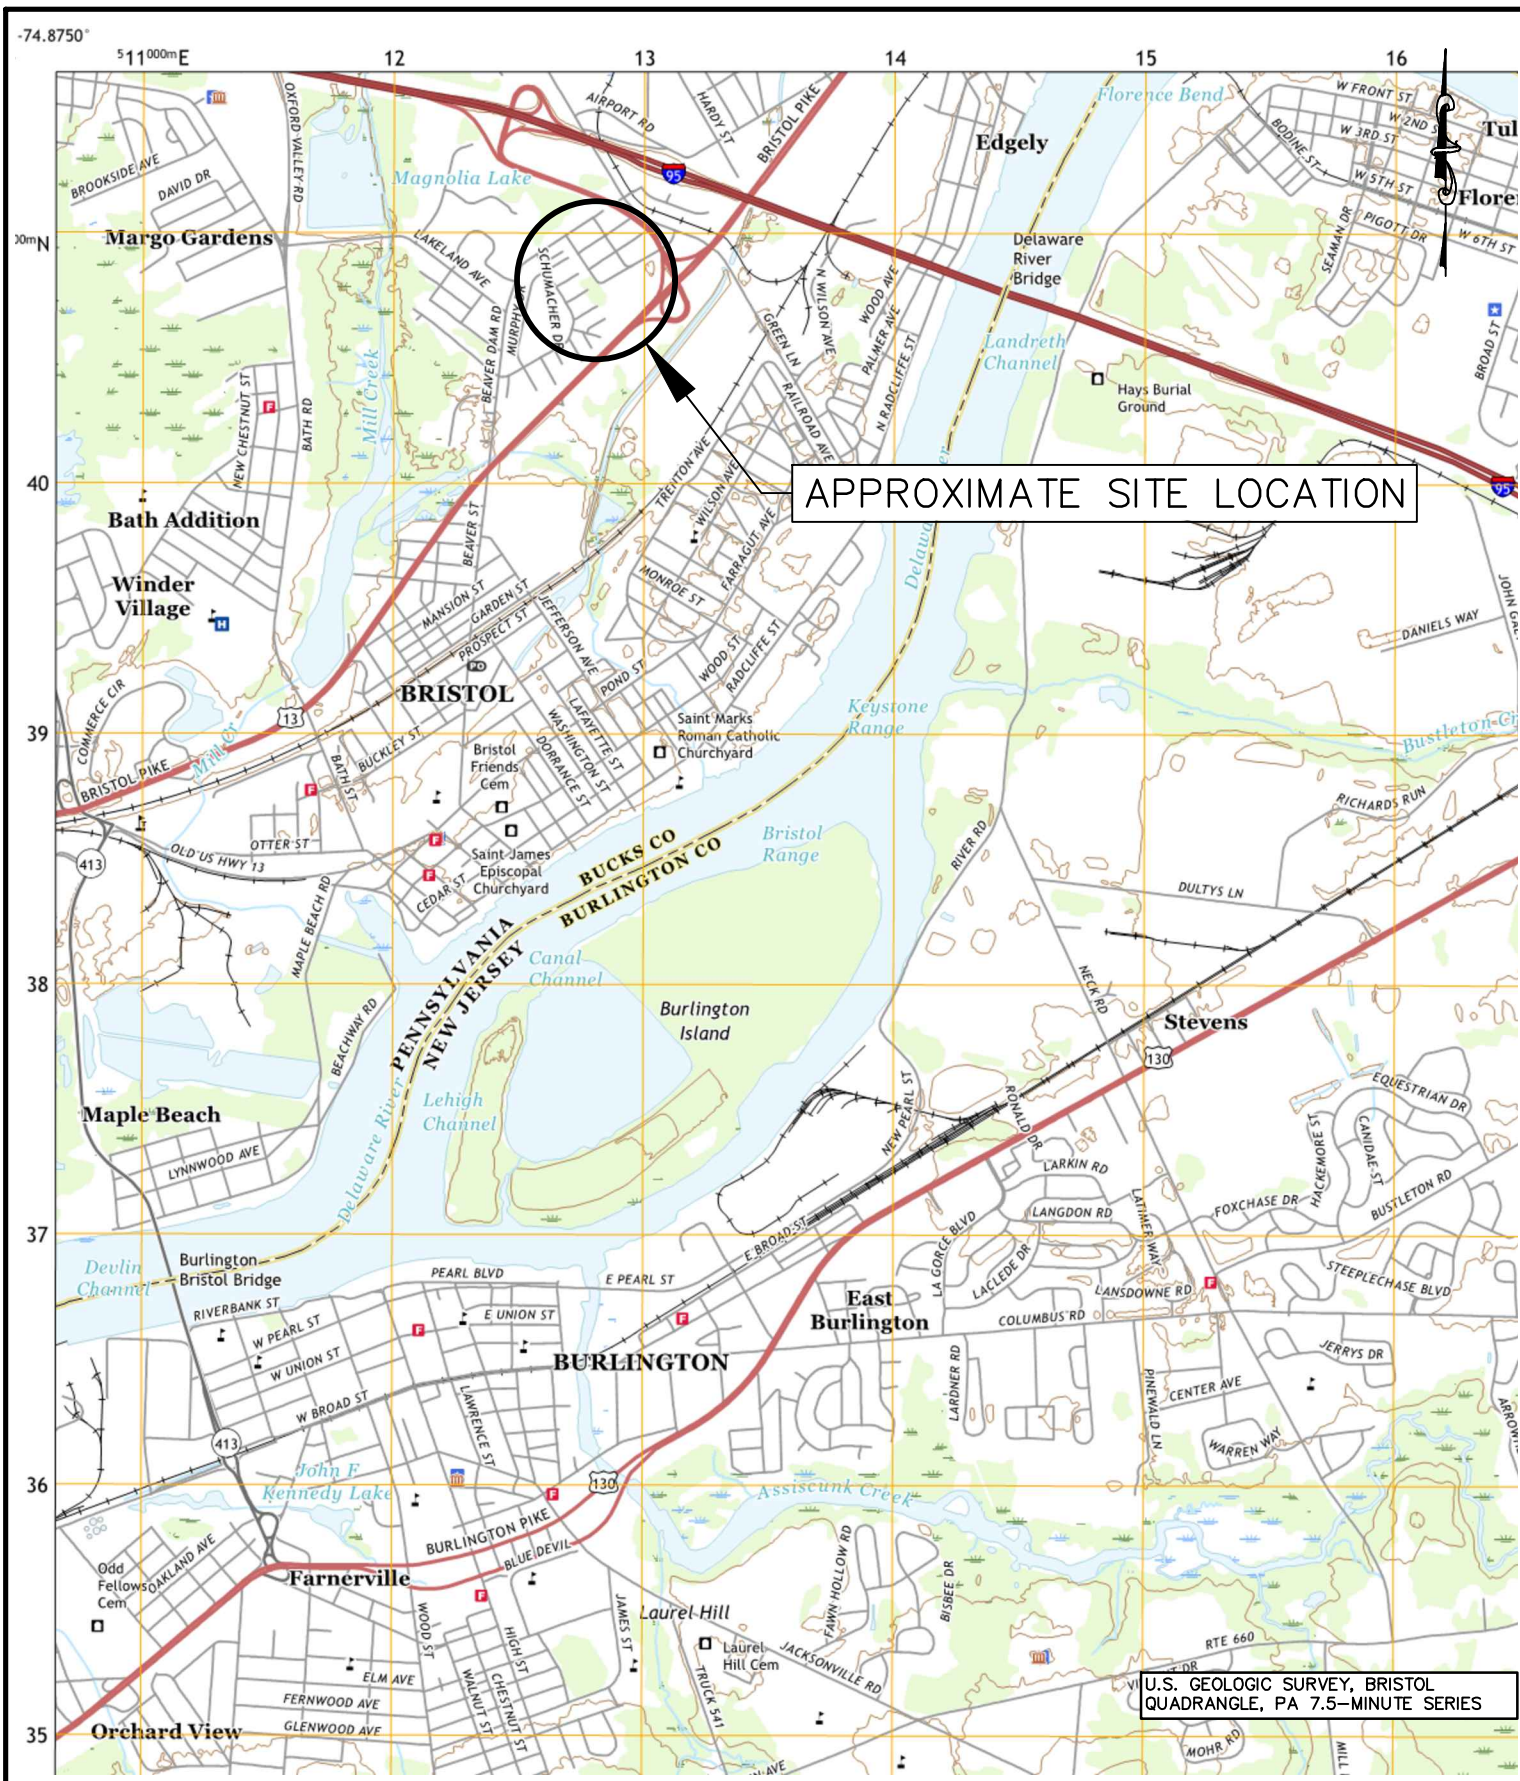 -74.8750°
511000mE
12
13
14
15
16
OXFORD VALLEY RD
AIRPORT RD
HARDY ST
BRISTOL PIKE
Florence Bend
W FRONT ST
W 2ND S
W 3RD ST
BODINE ST
W 5TH ST
Tul
Edgely
BROOKSIDE AVE
DAVID DR
Magnolia Lake
95
Flore
PIGOTT DR
W 6TH ST
SEAMAN DR
00mN
Margo Gardens
LAKELAND AVE
SCHUMACHER DR
MURPHY
BEAVER DAM RD
N WILSON AVE
WOOD AVE
PALMER AVE
GREEN LN
N RADCLIFFE ST
RAILROAD AVE
Delaware
River
Bridge
Landreth
Channel
BROAD ST
Hays Burial
Ground
NEW CHESTNUT ST
BATH RD
Mill Creek
F
TRENTON AVE
WILSON AVE
FARRAGUT AVE
40
APPROXIMATE SITE LOCATION
95
Bath Addition
BEAVER ST
Winder
Village
H
MANSION ST
GARDEN ST
PROSPECT ST
JEFFERSON AVE
MONROE ST
WOOD ST
RADCLIFFE ST
POND ST
JOHN GAL
DANIELS WAY
PO
BRISTOL
COMMERCE CIR
13
39
Mill Cr
BRISTOL PIKE
BATH ST
BUCKLEY ST
LAFAYETTE ST
WASHINGTON ST
DORRANCE ST
Saint Marks
Roman Catholic
Churchyard
Keystone
Range
Bustleton Cr
Bristol
Friends
Cem
F
RICHARDS RUN
OTTER ST
OLD US HWY 13
413
F
F
CEDAR ST
Saint James
Episcopal
Churchyard
BUCKS CO
BURLINGTON CO
Bristol
Range
RIVER RD
DULTYS LN
MAPLE BEACH RD
PENNSYLVANIA
NEW JERSEY
Canal
Channel
38
BEACHWAY RD
Burlington
Island
NECK RD
Stevens
130
Maple Beach
Lehigh
Channel
Delaware River
LYNNWOOD AVE
NEW PEARL ST
RONALD DR
LARKIN RD
LANGDON RD
EQUESTRIAN DR
HACKEMORE ST
CANIDAE ST
BUSTLETON RD
FOXCHASE DR
LATIMER WAY
37
Devlin
Channel
Burlington
Bristol Bridge
E BROAD ST
LA GORCE BLVD
LACLEDE DR
LANSDOWNE RD
F
STEEPLECHASE BLVD
RIVERBANK ST
PEARL BLVD
E PEARL ST
East
Burlington
COLUMBUS RD
W PEARL ST
F
E UNION ST
F
W UNION ST
BURLINGTON
JERRYS DR
W BROAD ST
LAWRENCE ST
LARDNER RD
PINEWALD LN
CENTER AVE
WARREN WAY
413
36
John F
Kennedy Lake
F
130
Assiscunk Creek
BURLINGTON PIKE
BLUE DEVIL
OAKLAND AVE
Odd
Fellows
Cem
Farnerville
F
WOOD ST
HIGH ST
JAMES ST
Laurel Hill
FAWN HOLLOW RD
BISBEE DR
Laurel
Hill Cem
JACKSONVILLE RD
TRUCK 541
RTE 660
ELM AVE
FERNWOOD AVE
GLENWOOD AVE
WALNUT ST
CHESTNUT ST
U.S. GEOLOGIC SURVEY, BRISTOL
QUADRANGLE, PA 7.5-MINUTE SERIES
Orchard View
35
MOHR RD